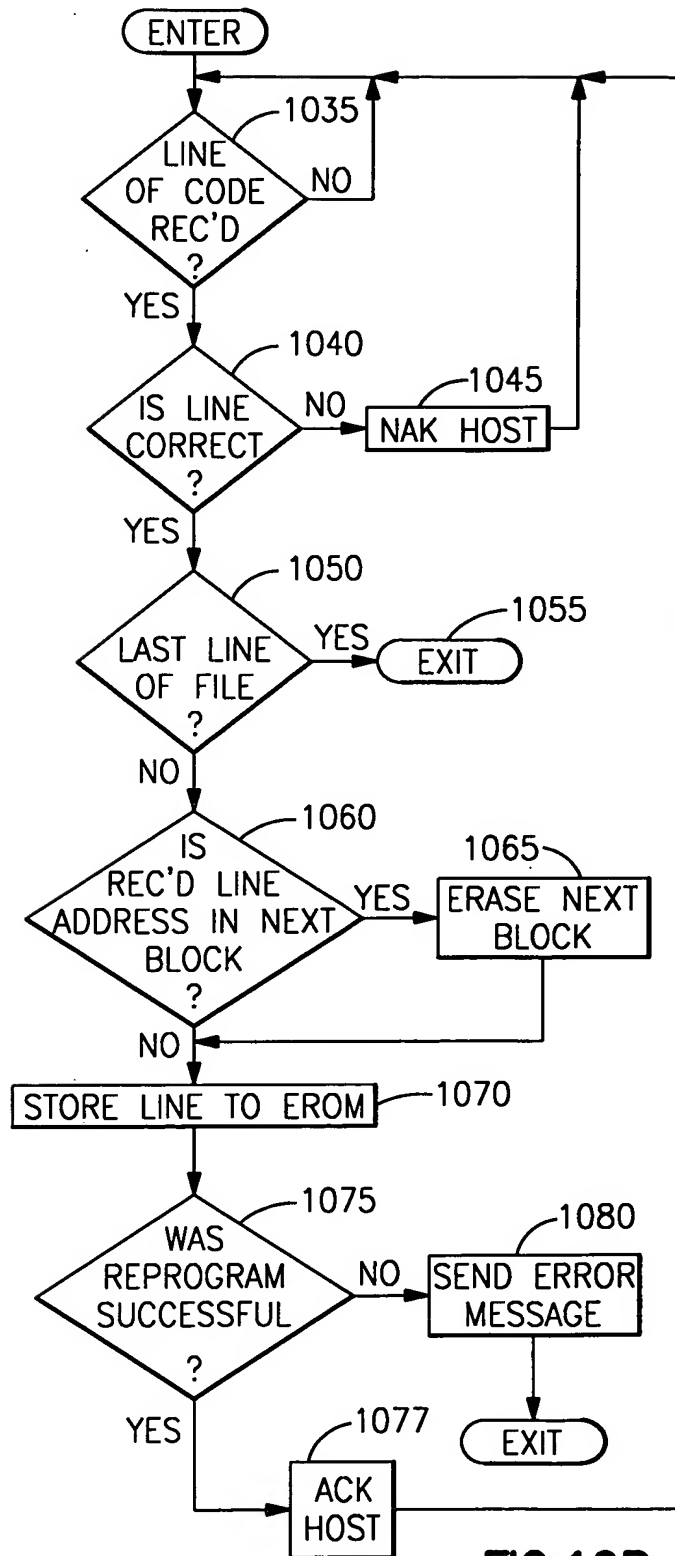 ENTER
1035
LINE
OF CODE
REC'D
?
NO
YES
1040
IS LINE
CORRECT
?
NO
1045
NAK HOST
YES
1050
LAST LINE
OF FILE
?
YES
1055
EXIT
NO
1060
IS
REC'D LINE
ADDRESS IN NEXT
BLOCK
?
YES
1065
ERASE NEXT
BLOCK
NO
STORE LINE TO EROM
1070
1075
WAS
REPROGRAM
SUCCESSFUL
?
NO
1080
SEND ERROR
MESSAGE
EXIT
YES
1077
ACK
HOST